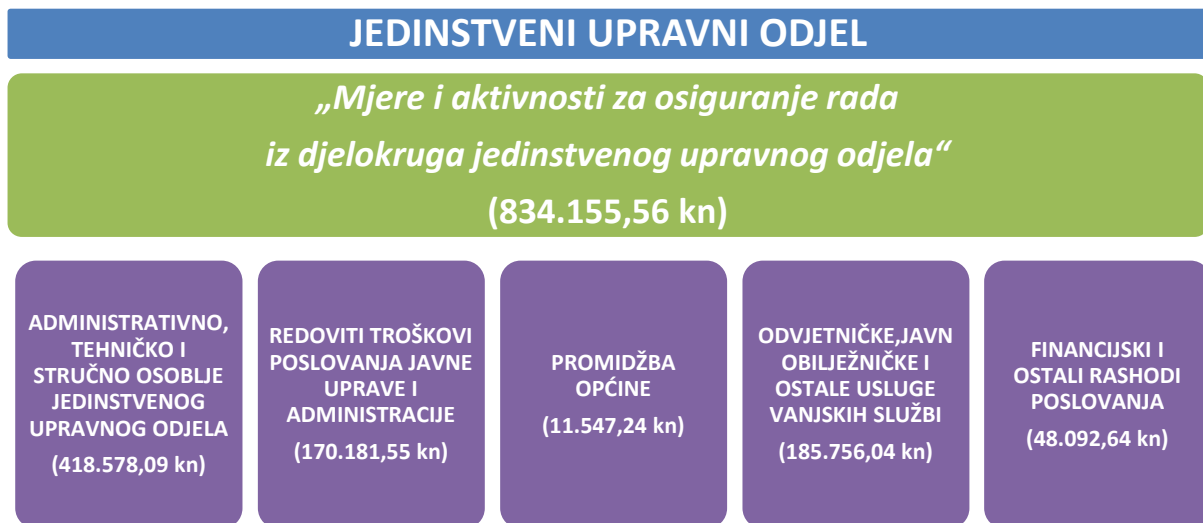 JEDINSTVENI UPRAVNI ODJEL
„Mjere i aktivnosti za osiguranje rada
iz djelokruga jedinstvenog upravnog odjela“
(834.155,56 kn)
ADMINISTRATIVNO,
TEHNIČKO I
STRUČNO OSOBLJE
JEDINSTVENOG
UPRAVNOG ODJELA
(418.578,09 kn)
REDOVITI TROŠKOVI
POSLOVANJA JAVNE
UPRAVE I
ADMINISTRACIJE
(170.181,55 kn)
PROMIDŽBA
OPĆINE
(11.547,24 kn)
ODVJETNIČKE,JAVN
OBILJEŽNIČKE I
OSTALE USLUGE
VANJSKIH SLUŽBI
(185.756,04 kn)
FINANCIJSKI I
OSTALI RASHODI
POSLOVANJA
(48.092,64 kn)